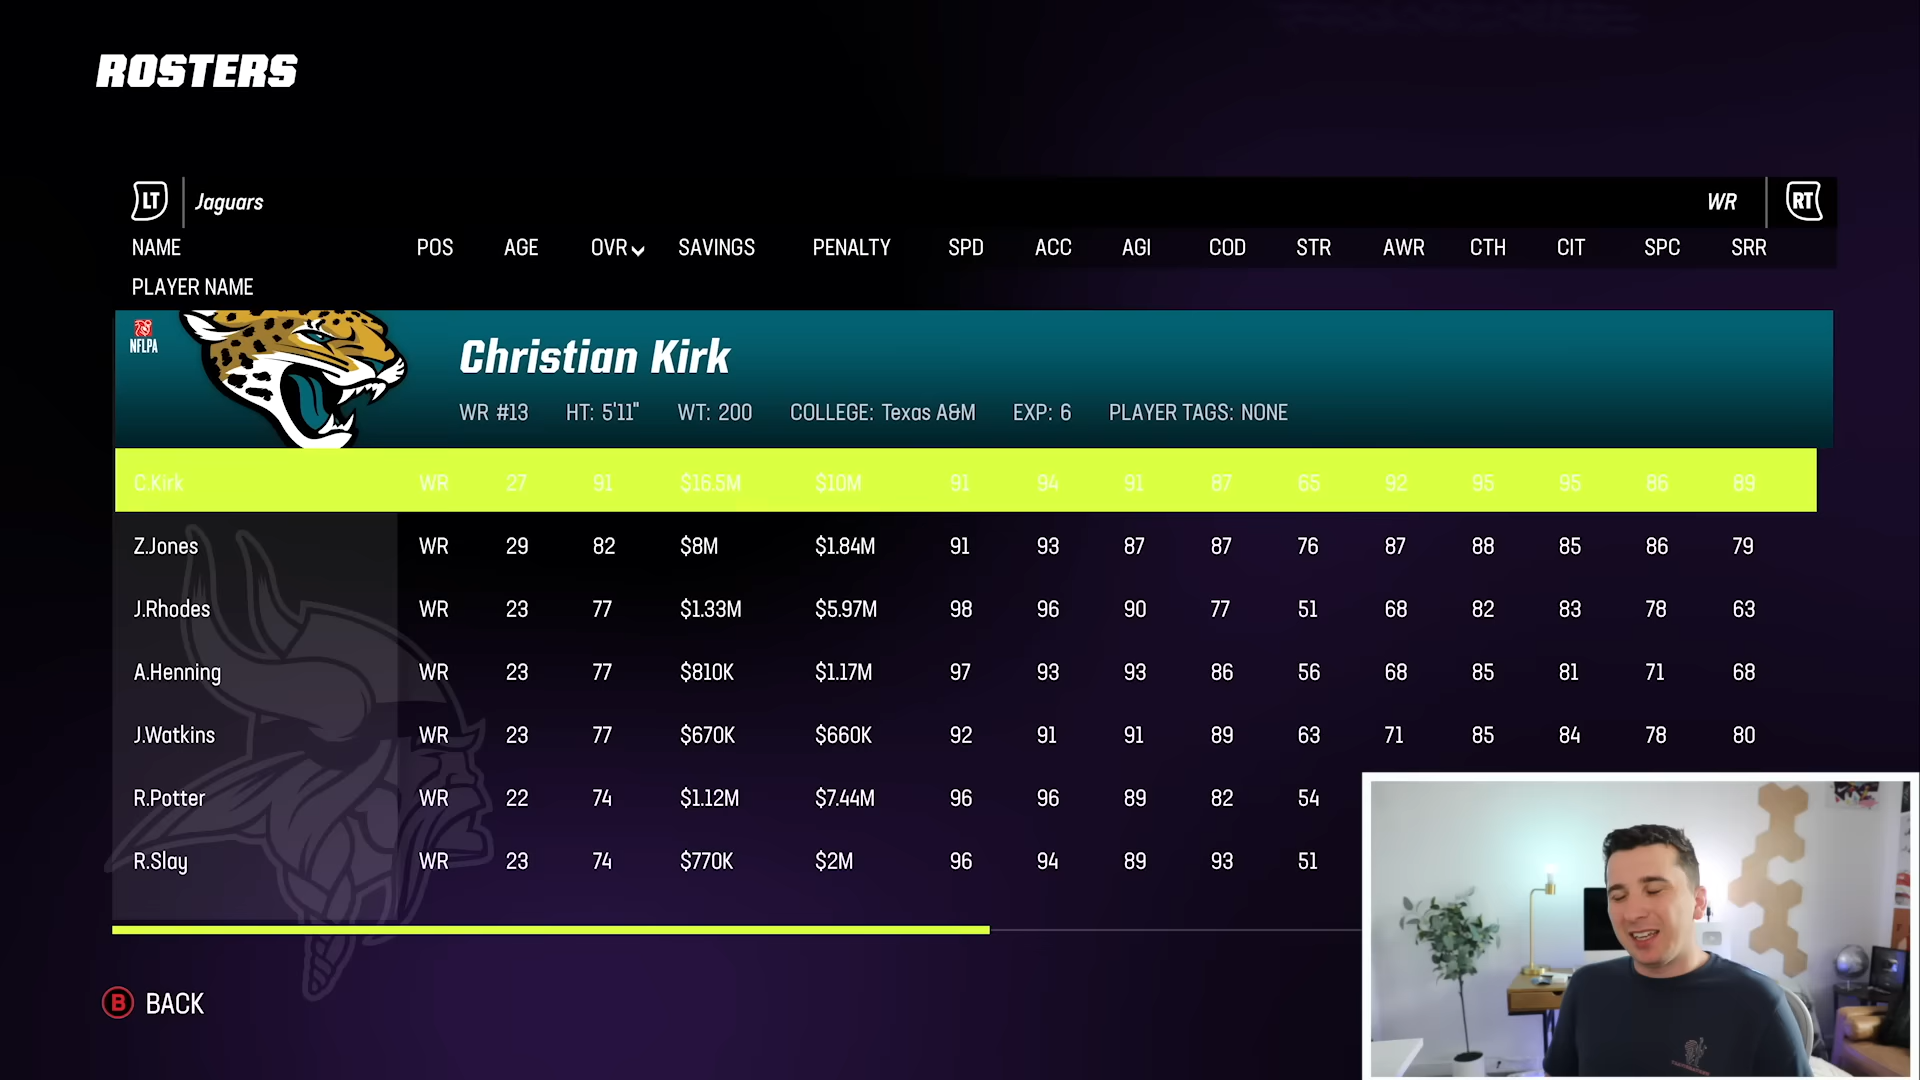 ROSTERS
LT Jaguars WR RT
NAME POS AGE OVR SAVINGS PENALTY SPD ACC AGI COD STR AWR CTH CIT SPC SRR
PLAYER NAME
NFLPA
Christian Kirk
WR #13 HT: 5'11" WT: 200 COLLEGE: Texas A&M EXP: 6 PLAYER TAGS: NONE
C.Kirk WR 27 91 $16.5M $10M 91 94 91 87 65 92 95 95 86 89
Z.Jones WR 29 82 $8M $1.84M 91 93 87 87 76 87 88 85 86 79
J.Rhodes WR 23 77 $1.33M $5.97M 98 96 90 77 51 68 82 83 78 63
A.Henning WR 23 77 $810K $1.17M 97 93 93 86 56 68 85 81 71 68
J.Watkins WR 23 77 $670K $660K 92 91 91 89 63 71 85 84 78 80
R.Potter WR 22 74 $1.12M $7.44M 96 96 89 82 54
R.Slay WR 23 74 $770K $2M 96 94 89 93 51
B BACK